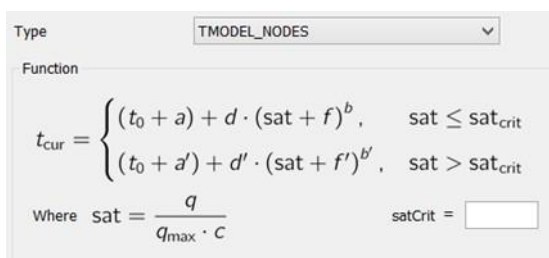 Type TMODEL_NODES
Function
t_cur = { (t_0 + a) + d · (sat + f)^b, sat ≤ sat_crit
(t_0 + a′) + d′ · (sat + f′)^b′, sat > sat_crit
Where sat = q / (q_max · c) satCrit =